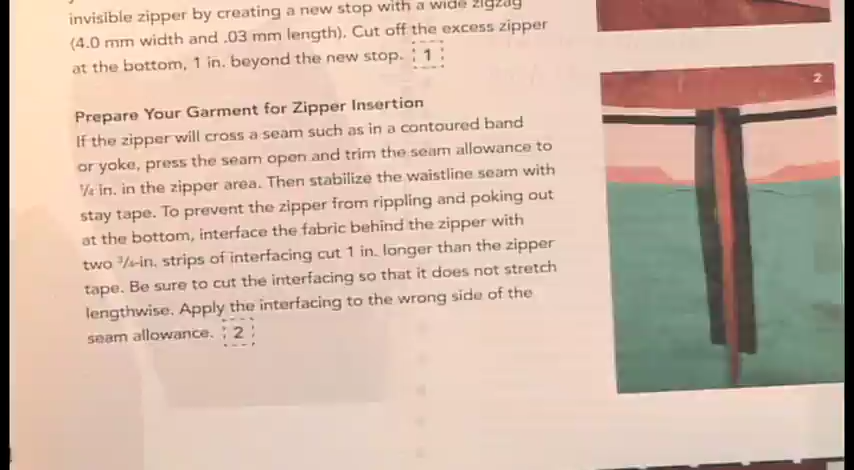 invisible zipper by creating a new stop with a wide zigzag
(4.0 mm width and .03 mm length). Cut off the excess zipper
at the bottom, 1 in. beyond the new stop. 1
Prepare Your Garment for Zipper Insertion
If the zipper will cross a seam such as in a contoured band
or yoke, press the seam open and trim the seam allowance to
1/4 in. in the zipper area. Then stabilize the waistline seam with
stay tape. To prevent the zipper from rippling and poking out
at the bottom, interface the fabric behind the zipper with
two 3/4-in. strips of interfacing cut 1 in. longer than the zipper
tape. Be sure to cut the interfacing so that it does not stretch
lengthwise. Apply the interfacing to the wrong side of the
seam allowance. 2
2